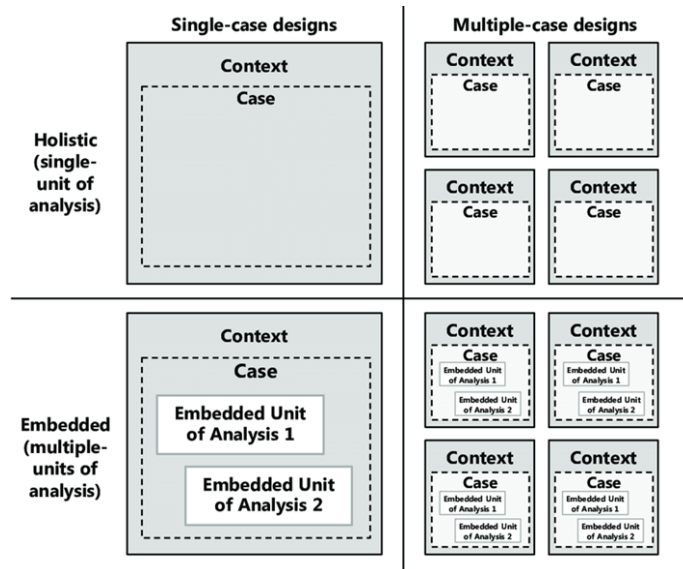 Single-case designs
Multiple-case designs
Holistic
(single-
unit of
analysis)
Context
Case
Context
Case
Context
Case
Context
Case
Context
Case
Embedded
(multiple-
units of
analysis)
Context
Case
Embedded Unit
of Analysis 1
Embedded Unit
of Analysis 2
Context
Case
Embedded Unit
of Analysis 1
Embedded Unit
of Analysis 2
Context
Case
Embedded Unit
of Analysis 1
Embedded Unit
of Analysis 2
Context
Case
Embedded Unit
of Analysis 1
Embedded Unit
of Analysis 2
Context
Case
Embedded Unit
of Analysis 1
Embedded Unit
of Analysis 2